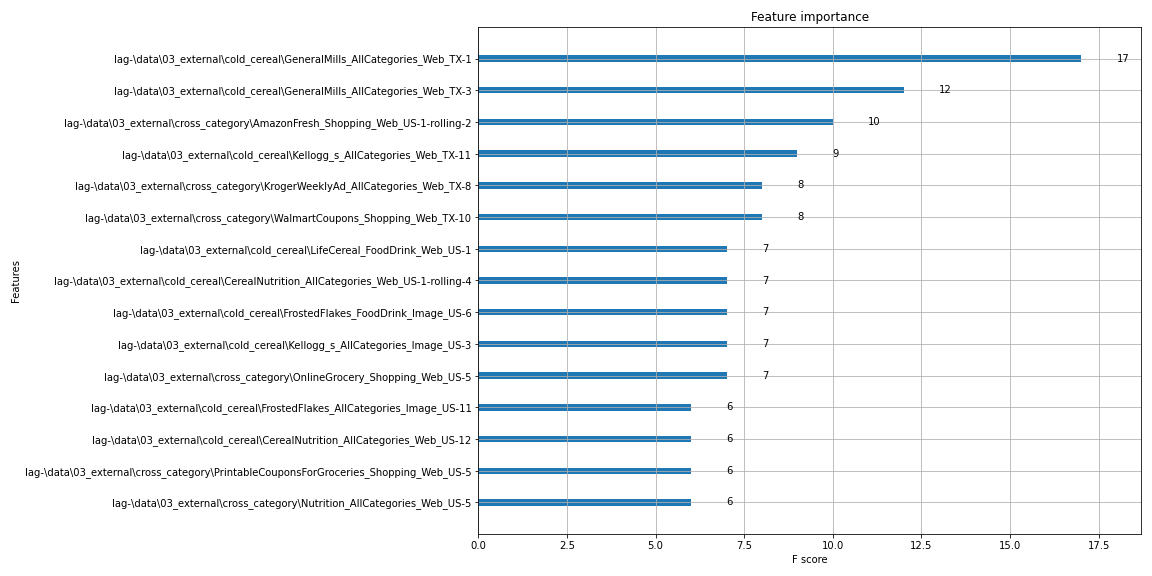 Feature importance
lag-\data\03_external\cold_cereal\GeneralMills_AllCategories_Web_TX-1 17
lag-\data\03_external\cold_cereal\GeneralMills_AllCategories_Web_TX-3 12
lag-\data\03_external\cross_category\AmazonFresh_Shopping_Web_US-1-rolling-2 10
lag-\data\03_external\cold_cereal\Kellogg_s_AllCategories_Web_TX-11 9
lag-\data\03_external\cross_category\KrogerWeeklyAd_AllCategories_Web_TX-8 8
lag-\data\03_external\cross_category\WalmartCoupons_Shopping_Web_TX-10 8
lag-\data\03_external\cold_cereal\LifeCereal_FoodDrink_Web_US-1 7
lag-\data\03_external\cold_cereal\CerealNutrition_AllCategories_Web_US-1-rolling-4 7
lag-\data\03_external\cold_cereal\FrostedFlakes_FoodDrink_Image_US-6 7
lag-\data\03_external\cold_cereal\Kellogg_s_AllCategories_Image_US-3 7
lag-\data\03_external\cross_category\OnlineGrocery_Shopping_Web_US-5 7
lag-\data\03_external\cold_cereal\FrostedFlakes_AllCategories_Image_US-11 6
lag-\data\03_external\cold_cereal\CerealNutrition_AllCategories_Web_US-12 6
lag-\data\03_external\cross_category\PrintableCouponsForGroceries_Shopping_Web_US-5 6
lag-\data\03_external\cross_category\Nutrition_AllCategories_Web_US-5 6
Features
0.0 2.5 5.0 7.5 10.0 12.5 15.0 17.5
F score